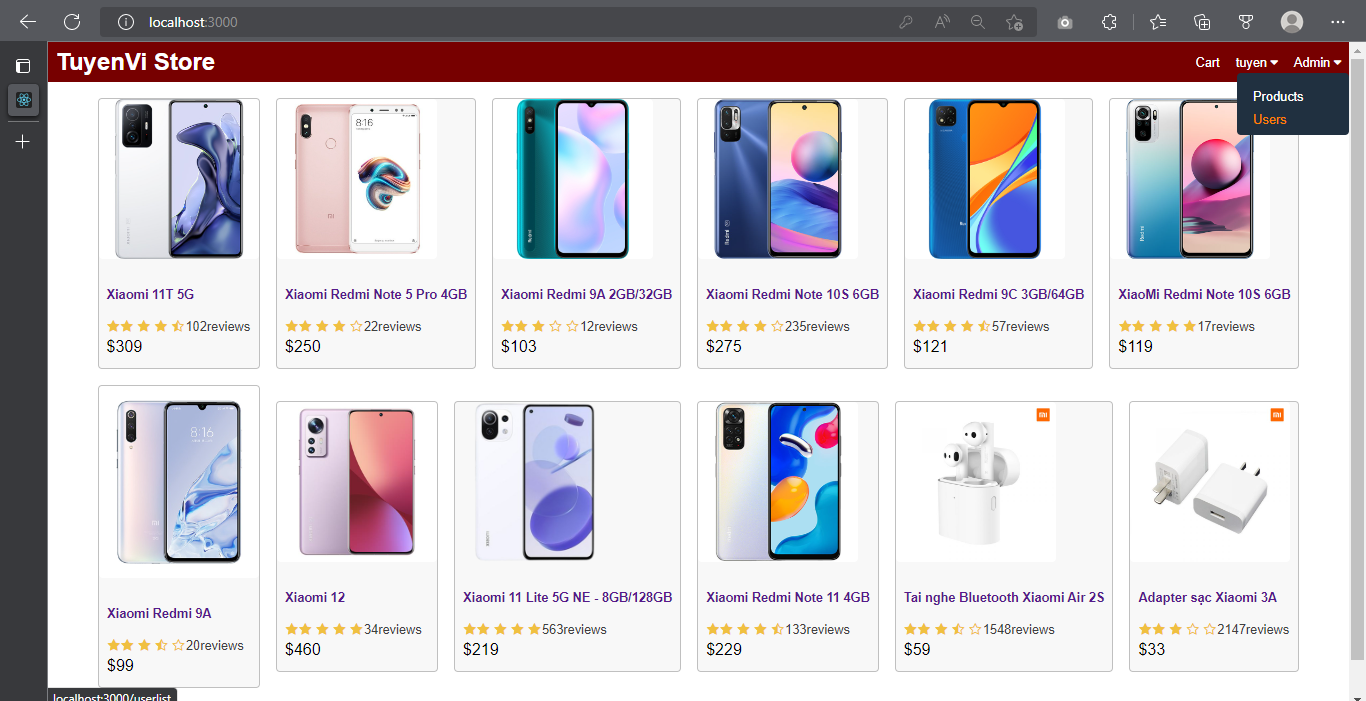 localhost:3000
TuyenVi Store
Cart tuyen Admin
Products
Users
8:16
Xiaomi 11T 5G
Xiaomi Redmi Note 5 Pro 4GB
Xiaomi Redmi 9A 2GB/32GB
Xiaomi Redmi Note 10S 6GB
Xiaomi Redmi 9C 3GB/64GB
XiaoMi Redmi Note 10S 6GB
102reviews
22reviews
12reviews
235reviews
57reviews
17reviews
$309
$250
$103
$275
$121
$119
8:16
Xiaomi Redmi 9A
Xiaomi 12
Xiaomi 11 Lite 5G NE - 8GB/128GB
Xiaomi Redmi Note 11 4GB
Tai nghe Bluetooth Xiaomi Air 2S
Adapter sạc Xiaomi 3A
20reviews
34reviews
563reviews
133reviews
1548reviews
2147reviews
$99
$460
$219
$229
$59
$33
localhost:3000/userlist